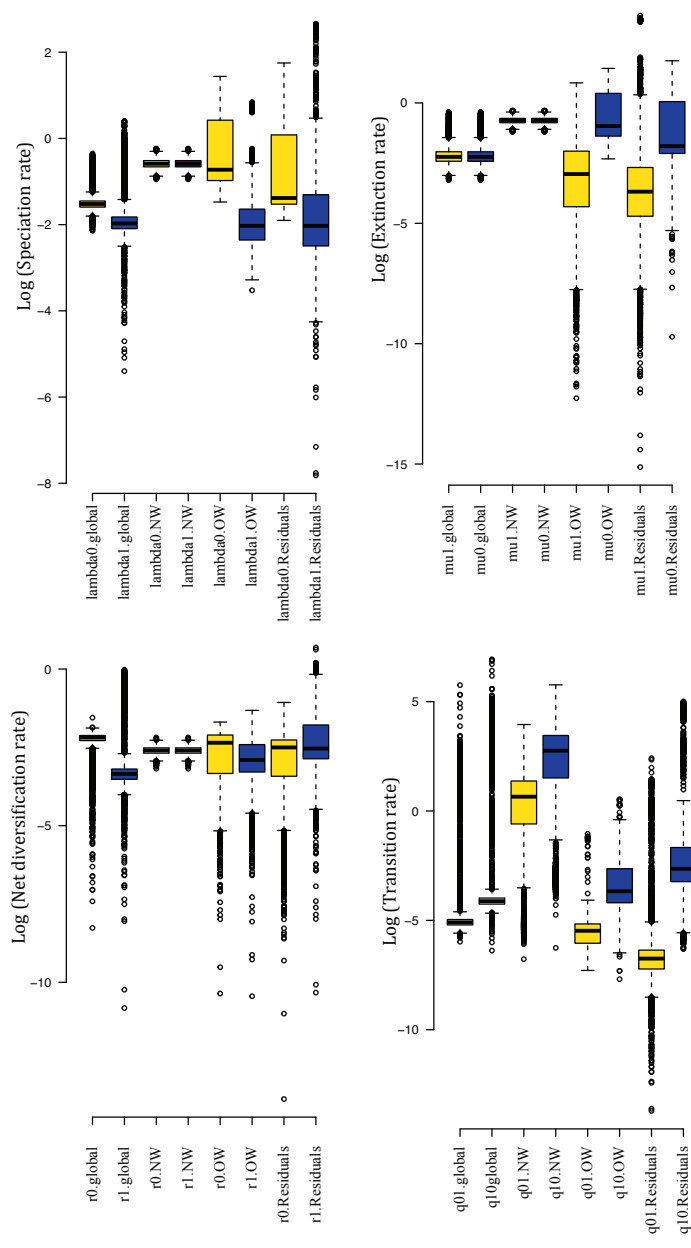 Log (Speciation rate)
2
0
−2
−4
−6
−8
lambda0.global
lambda1.global
lambda0.NW
lambda1.NW
lambda0.OW
lambda1.OW
lambda0.Residuals
lambda1.Residuals
Log (Extinction rate)
0
−5
−10
−15
mu1.global
mu0.global
mu1.NW
mu0.NW
mu1.OW
mu0.OW
mu1.Residuals
mu0.Residuals
Log (Net diversification rate)
0
−5
−10
r0.global
r1.global
r0.NW
r1.NW
r0.OW
r1.OW
r0.Residuals
r1.Residuals
Log (Transition rate)
5
0
−5
−10
q01.global
q10global
q01.NW
q10.NW
q01.OW
q10.OW
q01.Residuals
q10.Residuals